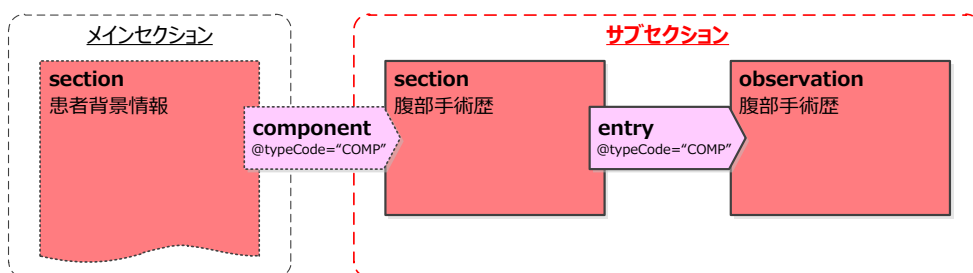 メインセクション
サブセクション
section
患者背景情報
component
@typeCode=“COMP”
section
腹部手術歴
entry
@typeCode=“COMP”
observation
腹部手術歴